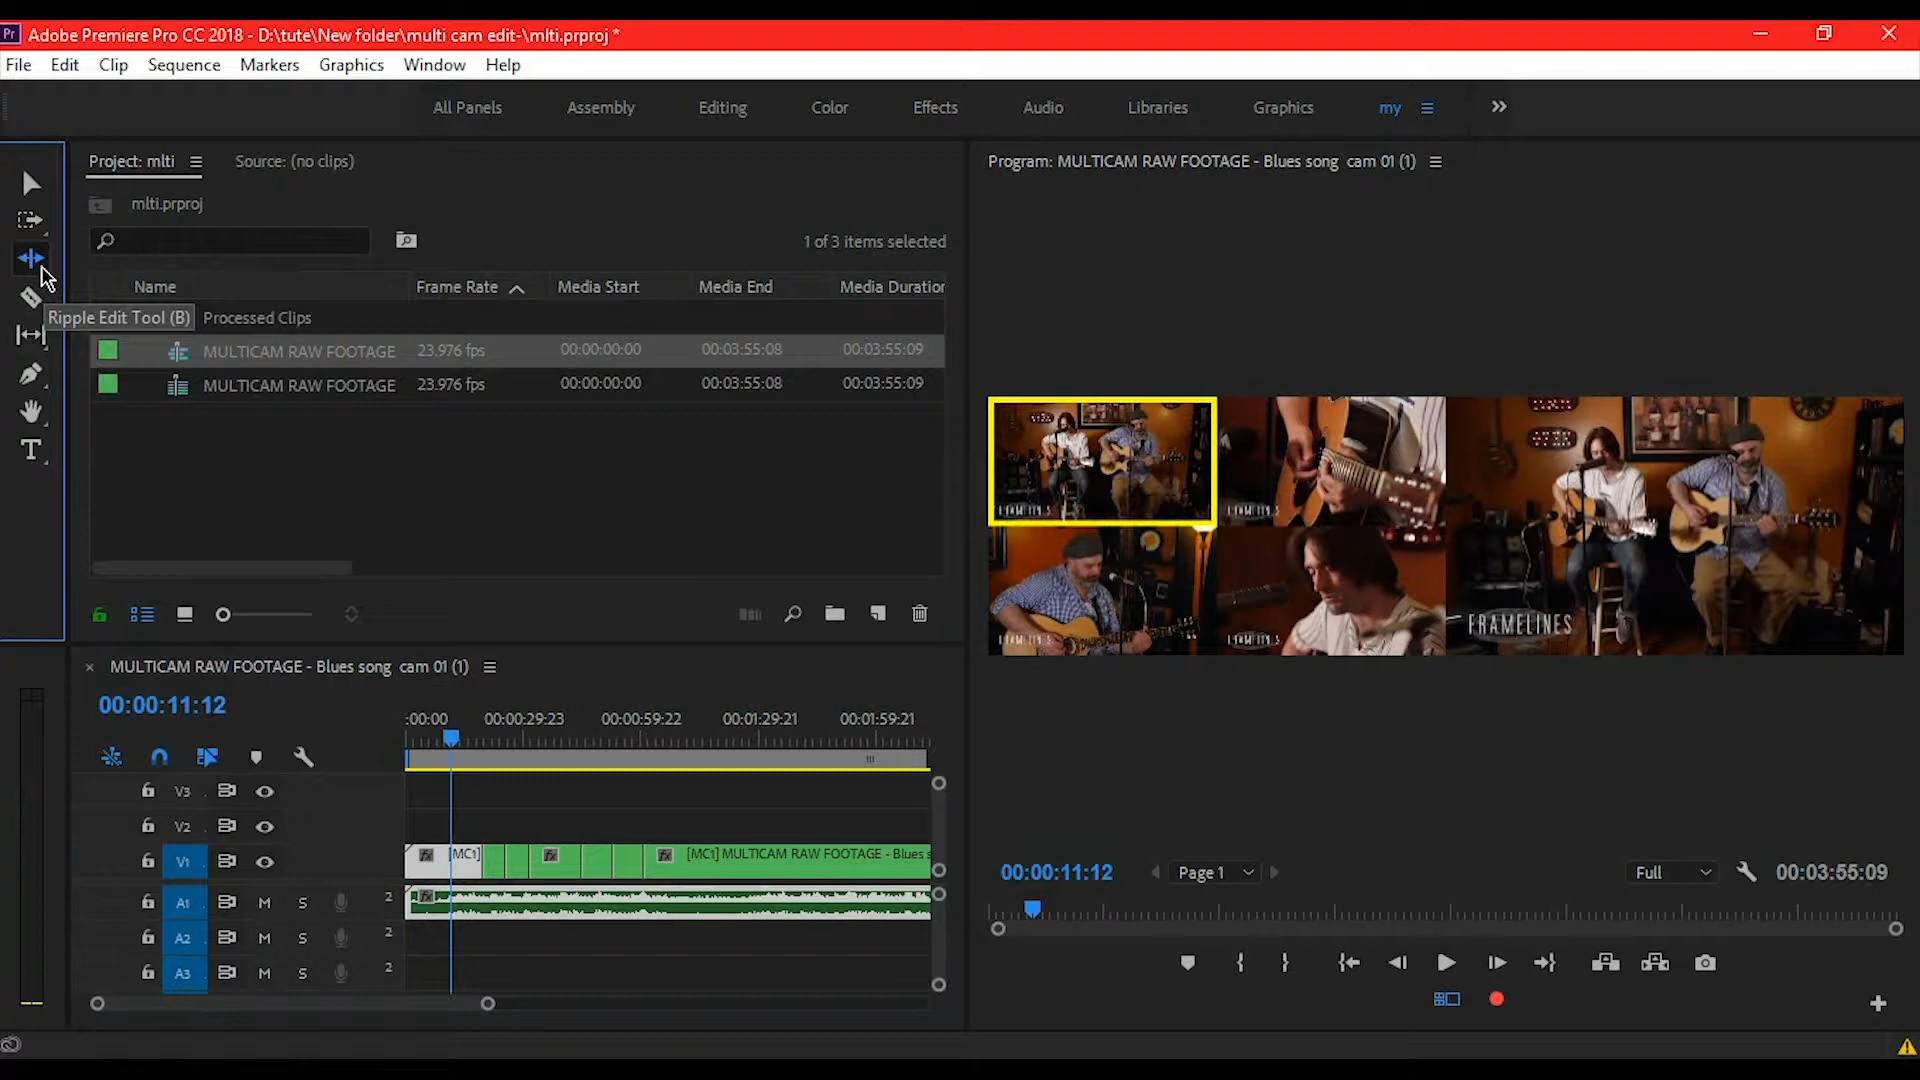 Pr Adobe Premiere Pro CC 2018 - D:\tute\New folder\multi cam edit-\mlti.prproj *
File Edit Clip Sequence Markers Graphics Window Help
All Panels Assembly Editing Color Effects Audio Libraries Graphics my
Project: mlti Source: (no clips)
Program: MULTICAM RAW FOOTAGE - Blues song cam 01 (1)
mlti.prproj
1 of 3 items selected
Name Frame Rate Media Start Media End Media Duration
Ripple Edit Tool (B) Processed Clips
MULTICAM RAW FOOTAGE 23.976 fps 00:00:00:00 00:03:55:08 00:03:55:09
MULTICAM RAW FOOTAGE 23.976 fps 00:00:00:00 00:03:55:08 00:03:55:09
T
FRAMELINES
MULTICAM RAW FOOTAGE - Blues song cam 01 (1)
00:00:11:12
:00:00 00:00:29:23 00:00:59:22 00:01:29:21 00:01:59:21
V3
V2
V1 fx [MC1] fx fx [MC1] MULTICAM RAW FOOTAGE - Blues s
A1 M S 2 fx
A2 M S 2
A3 M S 2
00:00:11:12 Page 1 Full 00:03:55:09